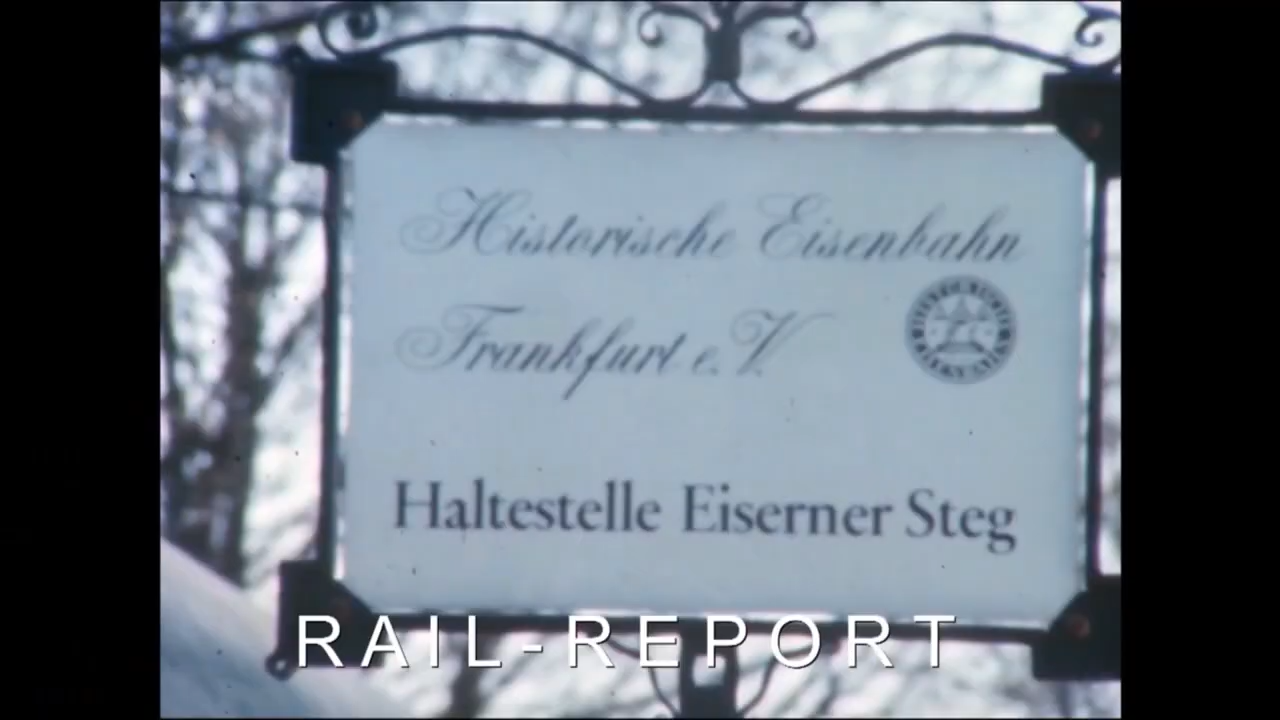 Historische Eisenbahn
Frankfurt e. V.
Haltestelle Eiserner Steg
RAIL-REPORT